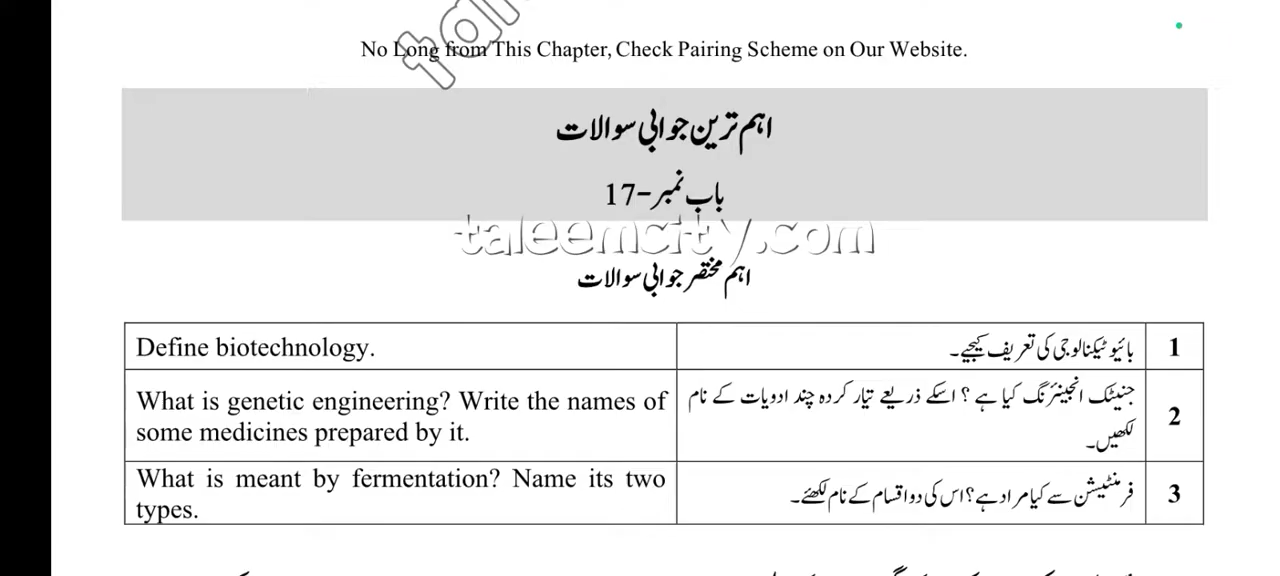 No Long from This Chapter, Check Pairing Scheme on Our Website.
اہم ترین جوابی سوالات
باب نمبر-17
taleemcity.com
اہم مختصر جوابی سوالات
Define biotechnology.
بائیو ٹیکنالوجی کی تعریف کیجیے۔
1
What is genetic engineering? Write the names of
some medicines prepared by it.
جنیٹک انجینئرنگ کیا ہے ؟ اسکے ذریعے تیار کردہ چند ادویات کے نام
لکھیں۔
2
What is meant by fermentation? Name its two
types.
فرمنٹیشن سے کیا مراد ہے؟ اس کی دو اقسام کے نام لکھئے۔
3